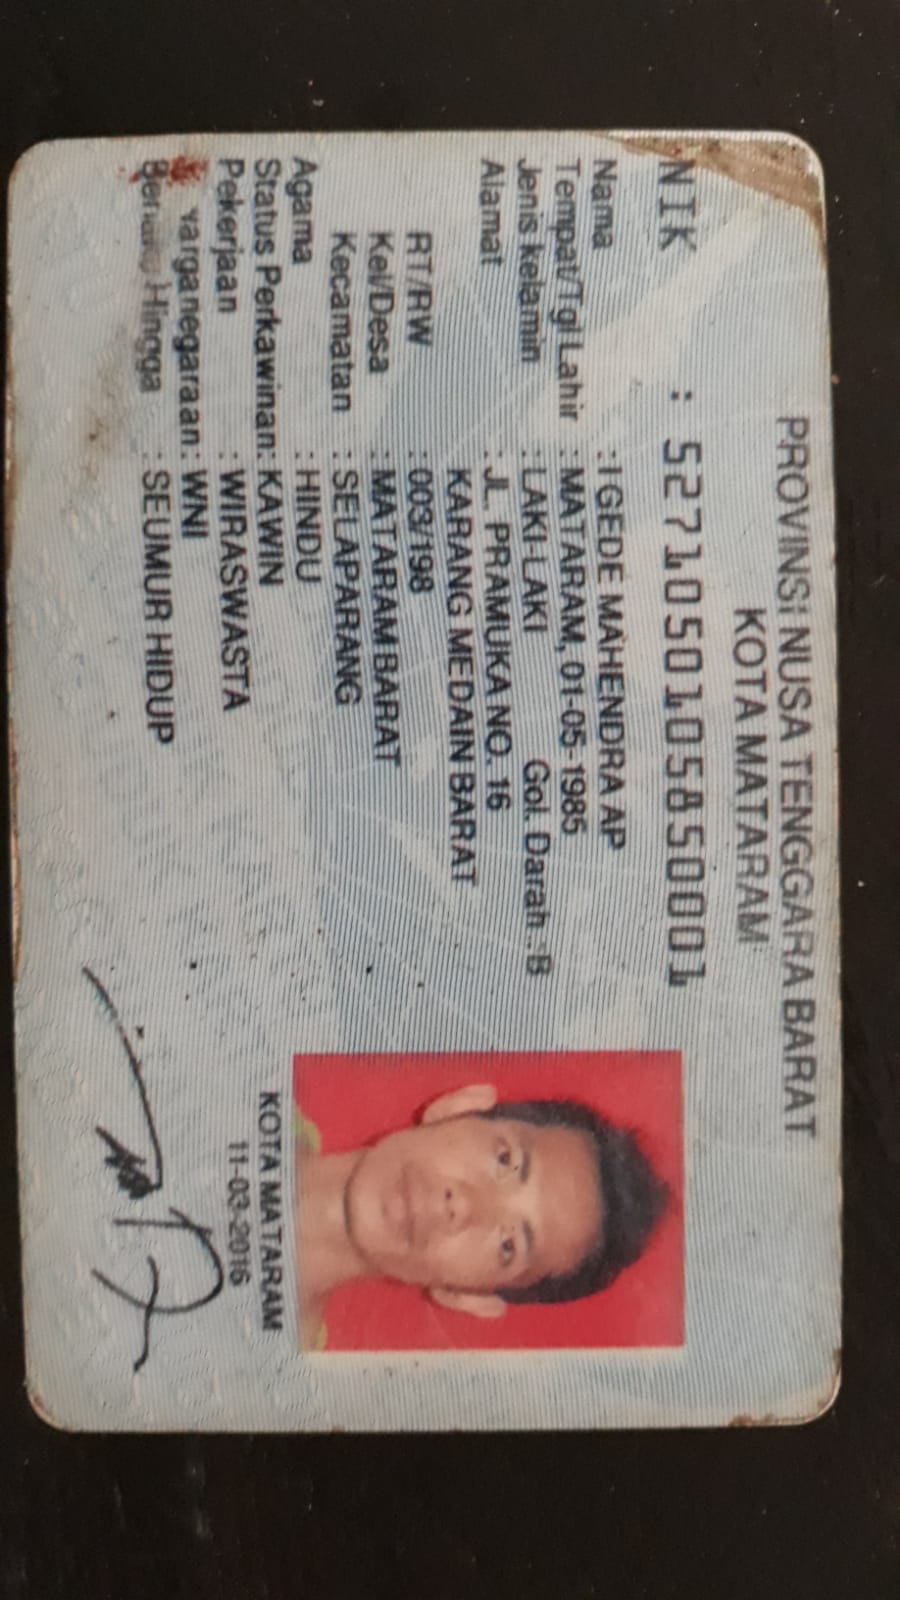 PROVINSI NUSA TENGGARA BARAT
KOTA MATARAM
NIK : 5271050105850001
Nama : I GEDE MAHENDRA AP
Tempat/Tgl Lahir : MATARAM, 01-05-1985
Jenis kelamin : LAKI-LAKI Gol. Darah : B
Alamat : JL. PRAMUKA NO. 16
KARANG MEDAIN BARAT
RT/RW : 003/198
Kel/Desa : MATARAM BARAT
Kecamatan : SELAPARANG
Agama : HINDU
Status Perkawinan: KAWIN
Pekerjaan : WIRASWASTA
warganegaraan: WNI
Berlaku Hingga : SEUMUR HIDUP
KOTA MATARAM
11-03-2016